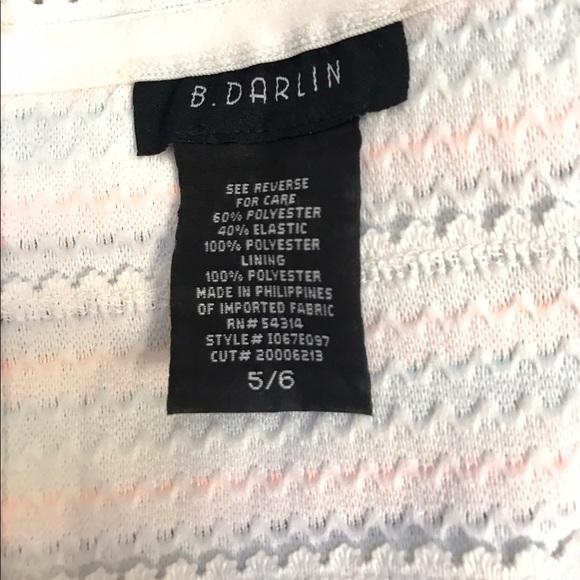 B. DARLIN
SEE REVERSE
FOR CARE
60% POLYESTER
40% ELASTIC
100% POLYESTER
LINING
100% POLYESTER
MADE IN PHILIPPINES
OF IMPORTED FABRIC
RN# 54314
STYLE# I067E097
CUT# 20006213
5/6